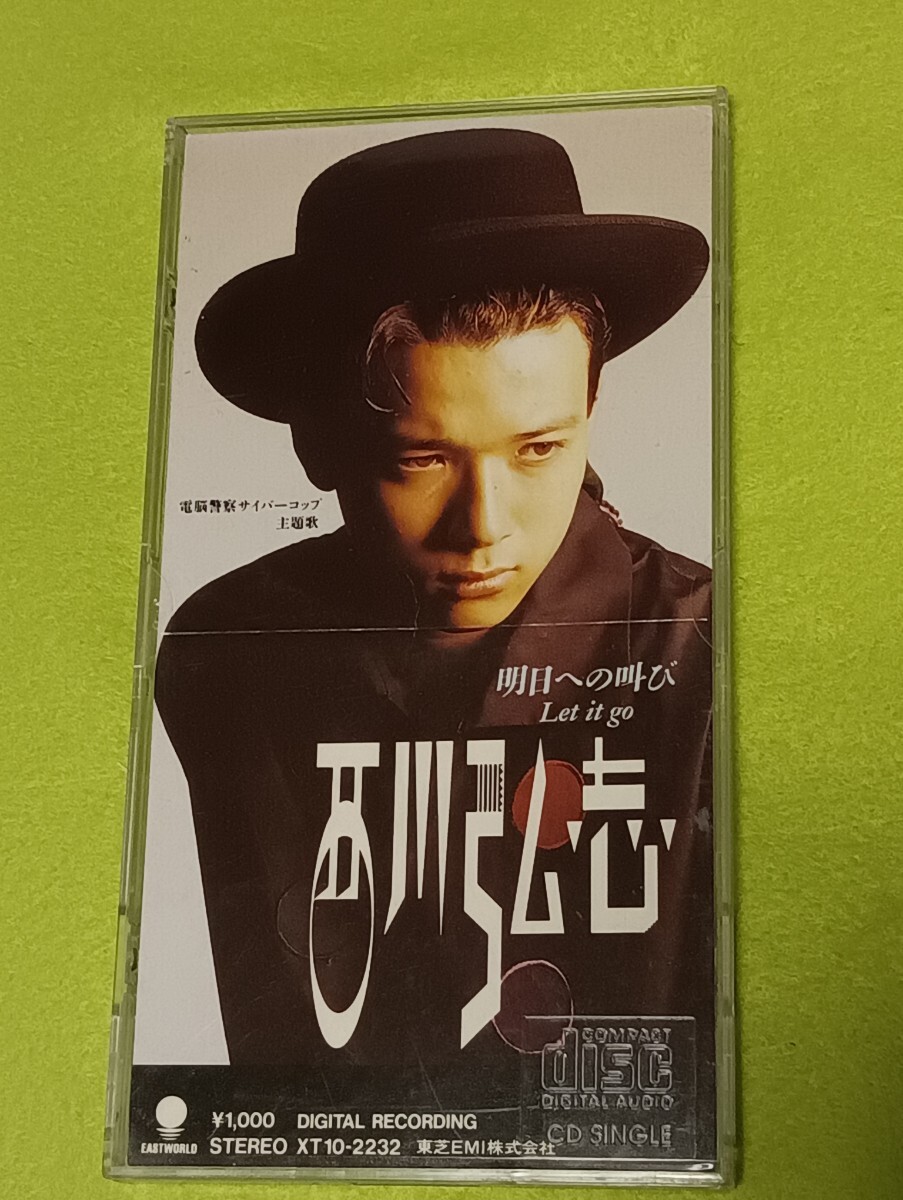 電脳警察サイバーコップ
主題歌
明日への叫び
Let it go
西川弘志
COMPACT
disc
DIGITAL AUDIO
CD SINGLE
EASTWORLD
¥1,000 DIGITAL RECORDING
STEREO XT10-2232 東芝EMI株式会社